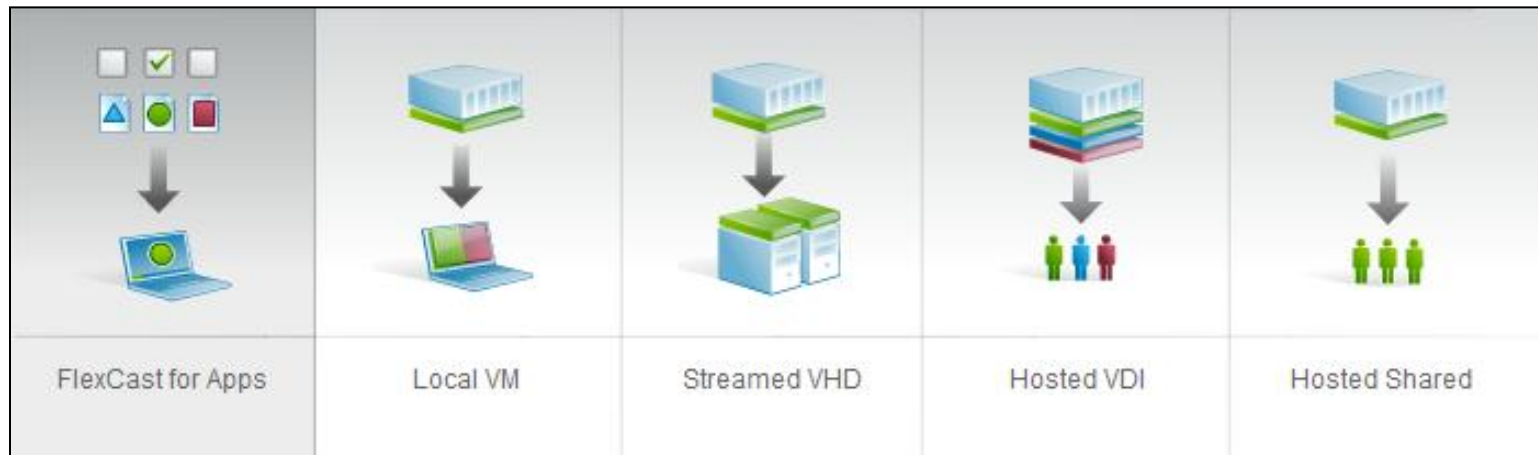 FlexCast for Apps
Local VM
Streamed VHD
Hosted VDI
Hosted Shared